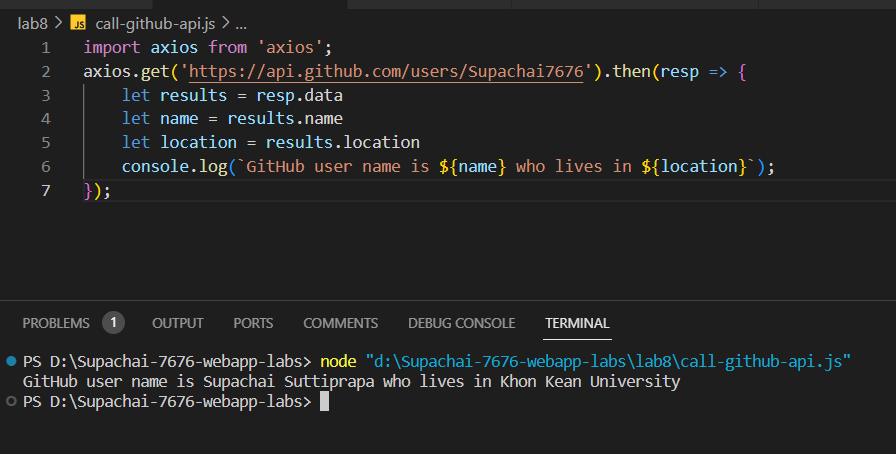 lab8 > JS call-github-api.js > ...
1 import axios from 'axios';
2 axios.get('https://api.github.com/users/Supachai7676').then(resp => {
3     let results = resp.data
4     let name = results.name
5     let location = results.location
6     console.log(`GitHub user name is ${name} who lives in ${location}`);
7 });
PROBLEMS 1 OUTPUT PORTS COMMENTS DEBUG CONSOLE TERMINAL
PS D:\Supachai-7676-webapp-labs> node "d:\Supachai-7676-webapp-labs\lab8\call-github-api.js"
GitHub user name is Supachai Suttiprapa who lives in Khon Kean University
PS D:\Supachai-7676-webapp-labs>